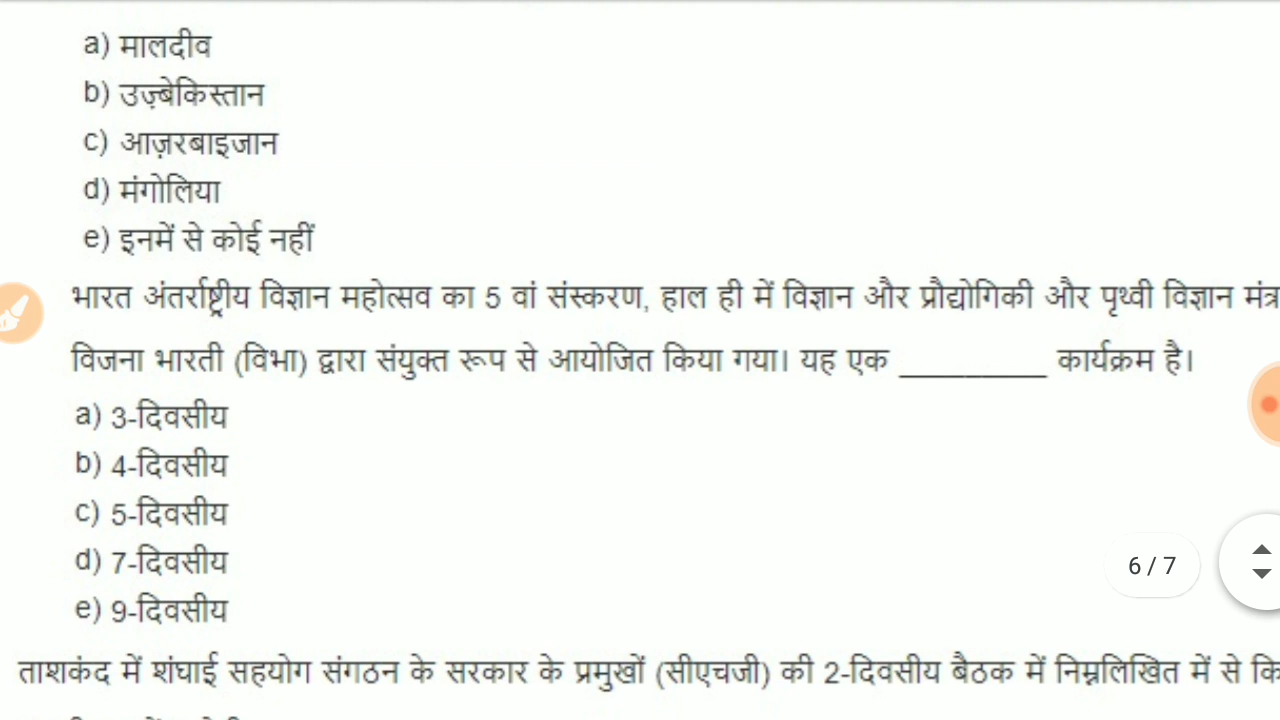 a) मालदीव
b) उज़्बेकिस्तान
c) आज़रबाइजान
d) मंगोलिया
e) इनमें से कोई नहीं
भारत अंतर्राष्ट्रीय विज्ञान महोत्सव का 5 वां संस्करण, हाल ही में विज्ञान और प्रौद्योगिकी और पृथ्वी विज्ञान
विजना भारती (विभा) द्वारा संयुक्त रूप से आयोजित किया गया। यह एक _________ कार्यक्रम है।
a) 3-दिवसीय
b) 4-दिवसीय
c) 5-दिवसीय
d) 7-दिवसीय
e) 9-दिवसीय
6 / 7
ताशकंद में शंघाई सहयोग संगठन के सरकार के प्रमुखों (सीएचजी) की 2-दिवसीय बैठक में निम्नलिखित में से